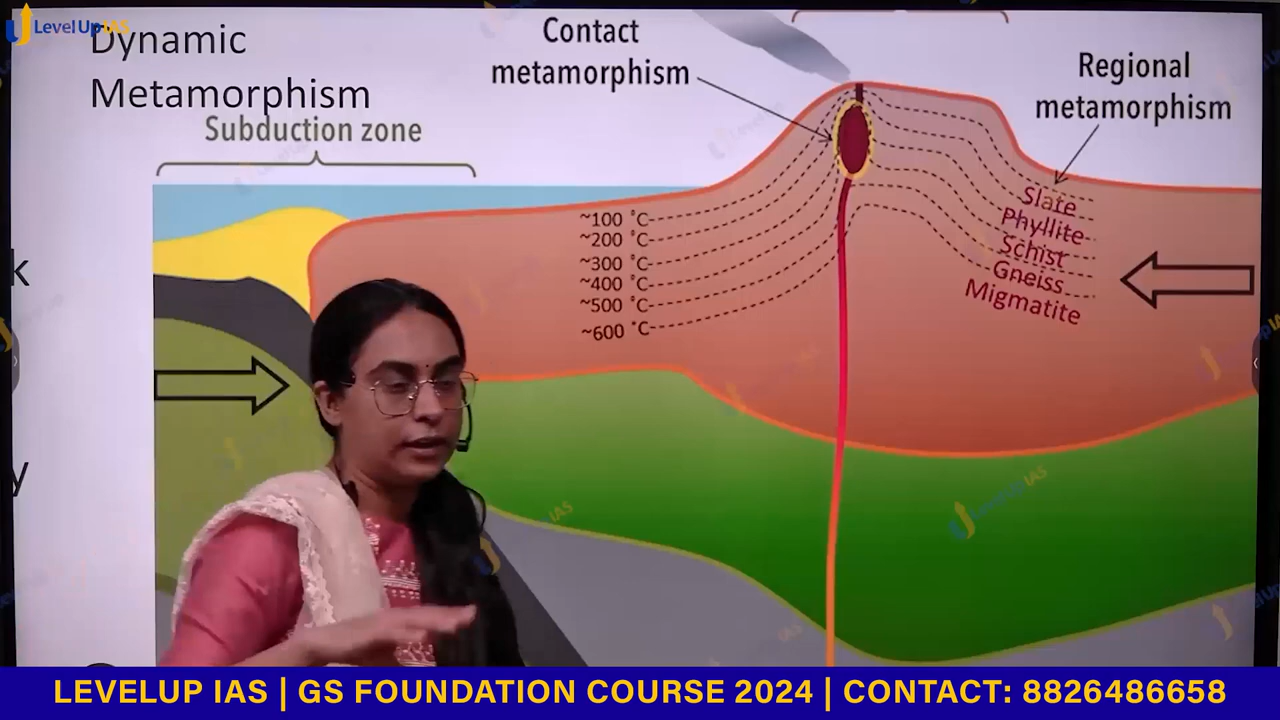 LevelUp IAS
Dynamic
Metamorphism
Subduction zone
Contact
metamorphism
Regional
metamorphism
~100 °C
~200 °C
~300 °C
~400 °C
~500 °C
~600 °C
Slate
Phyllite
Schist
Gneiss
Migmatite
k
y
LEVELUP IAS | GS FOUNDATION COURSE 2024 | CONTACT: 8826486658